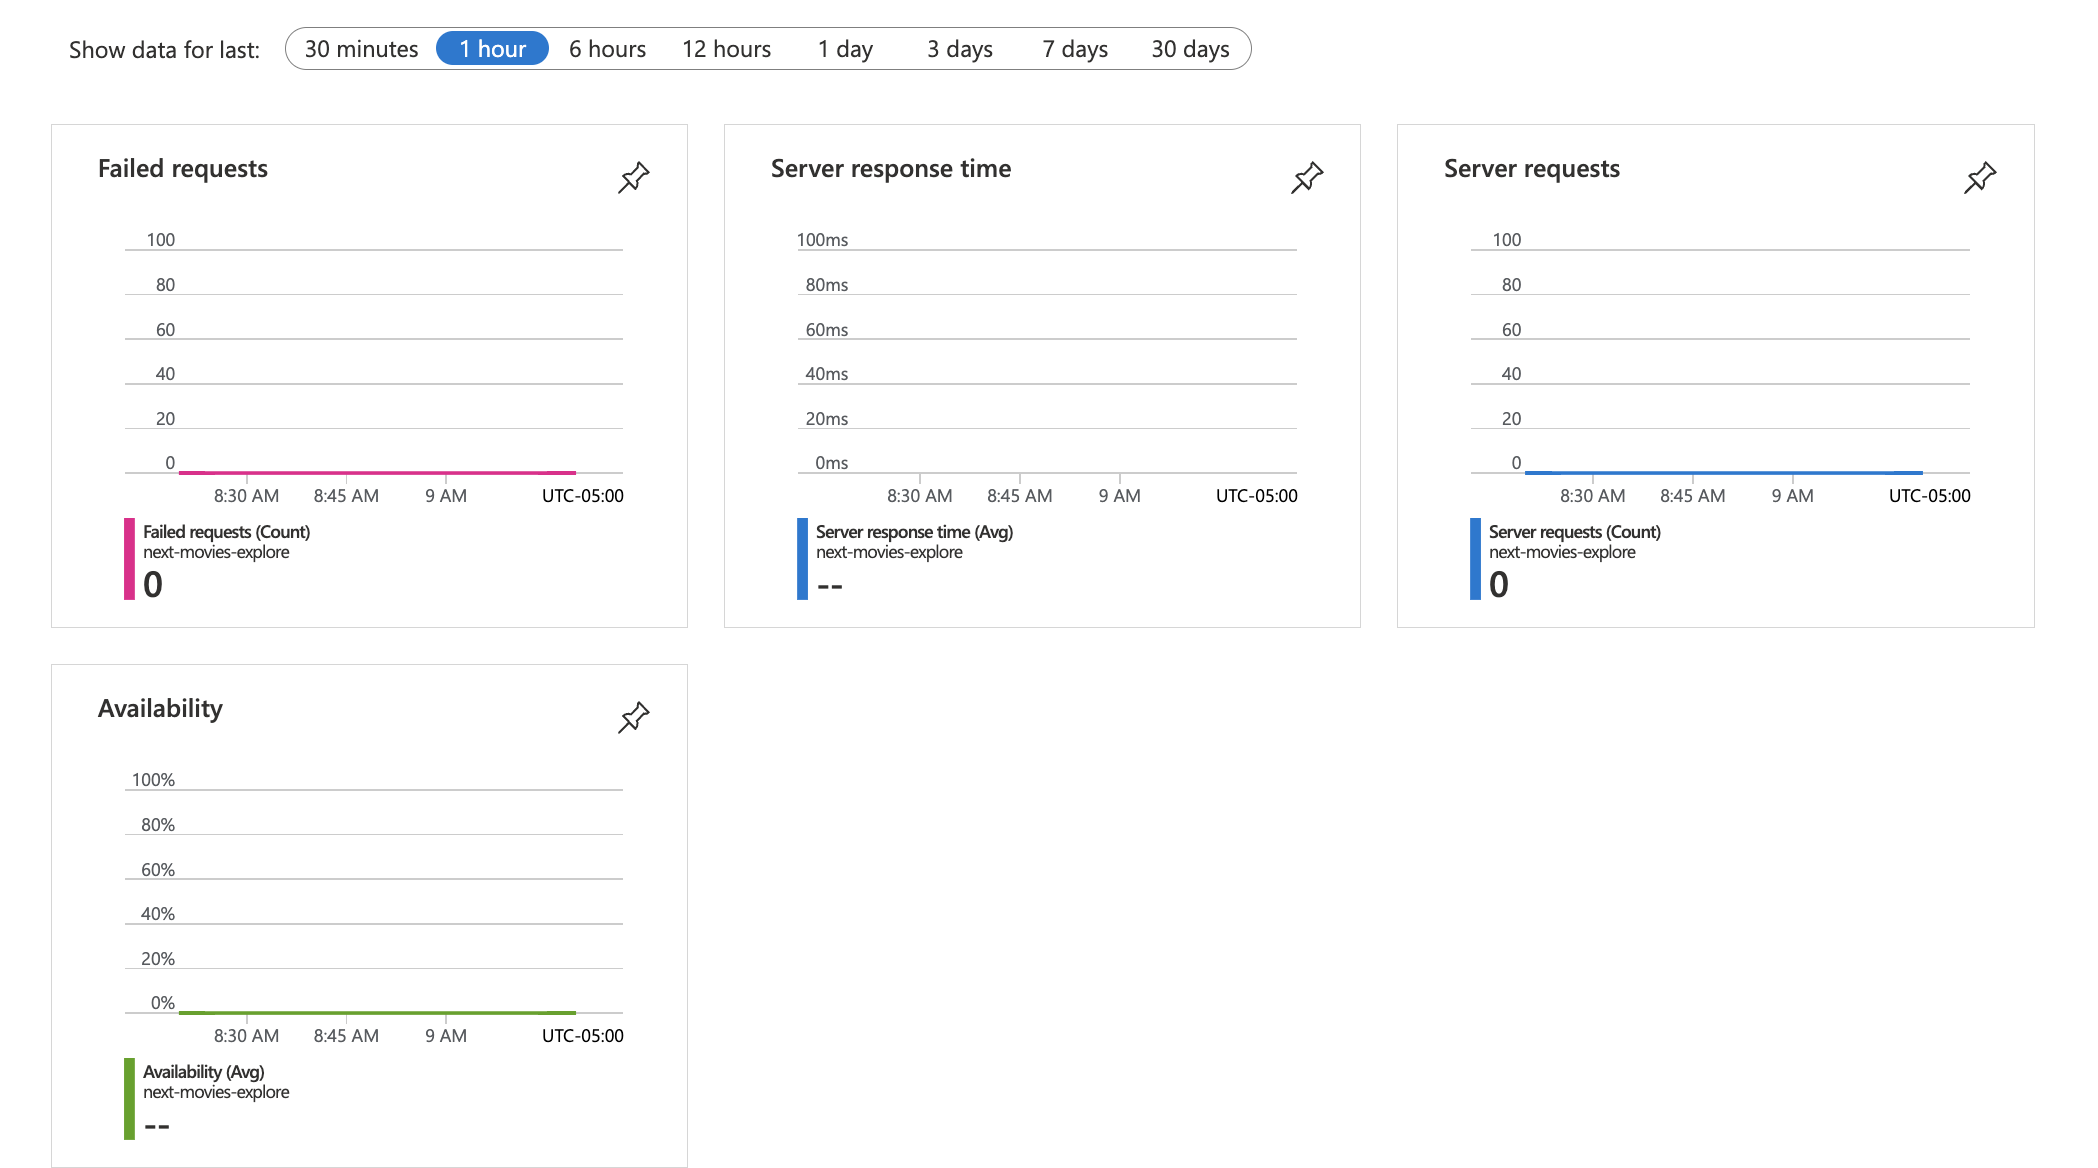 Show data for last: 30 minutes 1 hour 6 hours 12 hours 1 day 3 days 7 days 30 days
Failed requests
100
80
60
40
20
0
8:30 AM 8:45 AM 9 AM UTC-05:00
Failed requests (Count)
next-movies-explore
0
Server response time
100ms
80ms
60ms
40ms
20ms
0ms
8:30 AM 8:45 AM 9 AM UTC-05:00
Server response time (Avg)
next-movies-explore
--
Server requests
100
80
60
40
20
0
8:30 AM 8:45 AM 9 AM UTC-05:00
Server requests (Count)
next-movies-explore
0
Availability
100%
80%
60%
40%
20%
0%
8:30 AM 8:45 AM 9 AM UTC-05:00
Availability (Avg)
next-movies-explore
--